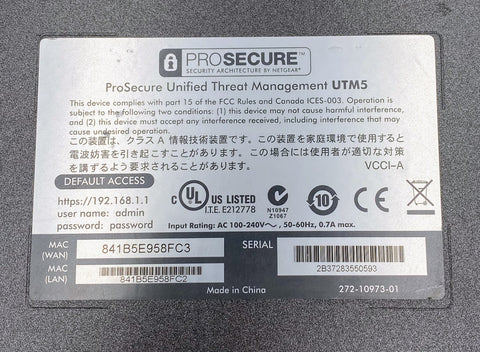 PROSECURE™
SECURITY ARCHITECTURE BY NETGEAR®
ProSecure Unified Threat Management UTM5
This device complies with part 15 of the FCC Rules and Canada ICES-003. Operation is
subject to the following two conditions: (1) this device may not cause harmful interference,
and (2) this device must accept any interference received, including interference that may
cause undesired operation.
この装置は、クラス A 情報技術装置です。この装置を家庭環境で使用すると
電波妨害を引き起こすことがあります。この場合には使用者が適切な対策
を講ずるよう要求されることがあります。
VCCI-A
DEFAULT ACCESS
https://192.168.1.1
user name: admin
password: password
c UL US LISTED
I.T.E. E212778
N10947
Z1067
10
CE
Input Rating: AC 100-240V～, 50-60Hz, 0.7A max.
MAC
(WAN)
841B5E958FC3
SERIAL
2B37283550593
MAC
(LAN)
841B5E958FC2
Made in China
272-10973-01